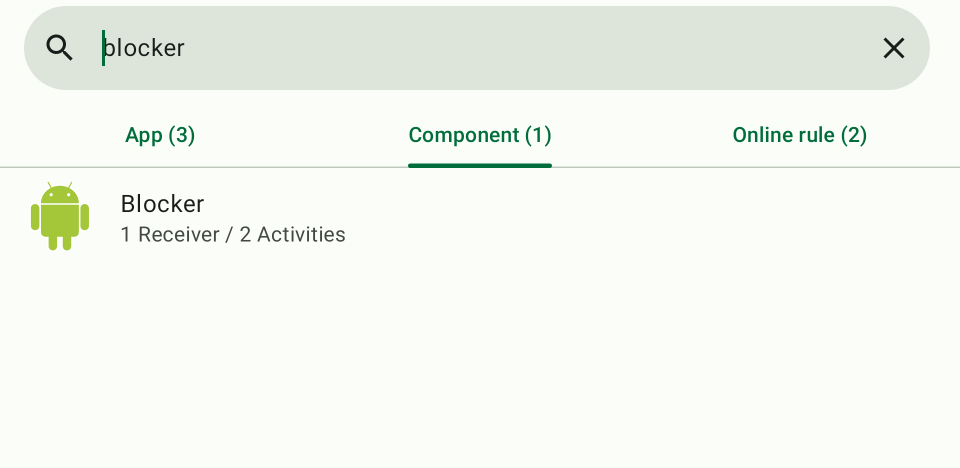 blocker
App (3)
Component (1)
Online rule (2)
Blocker
1 Receiver / 2 Activities